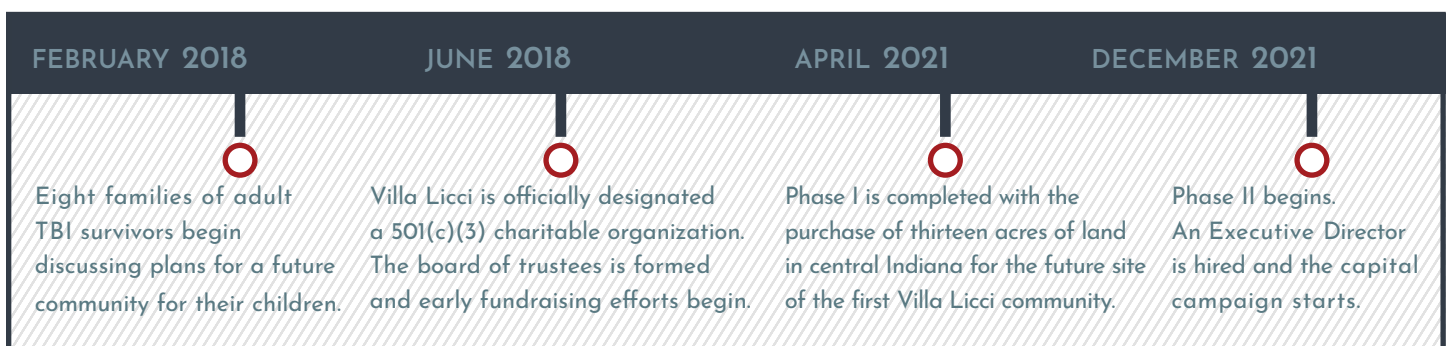 FEBRUARY 2018
Eight families of adult
TBI survivors begin
discussing plans for a future
community for their children.
JUNE 2018
Villa Licci is officially designated
a 501(c)(3) charitable organization.
The board of trustees is formed
and early fundraising efforts begin.
APRIL 2021
Phase I is completed with the
purchase of thirteen acres of land
in central Indiana for the future site
of the first Villa Licci community.
DECEMBER 2021
Phase II begins.
An Executive Director
is hired and the capital
campaign starts.